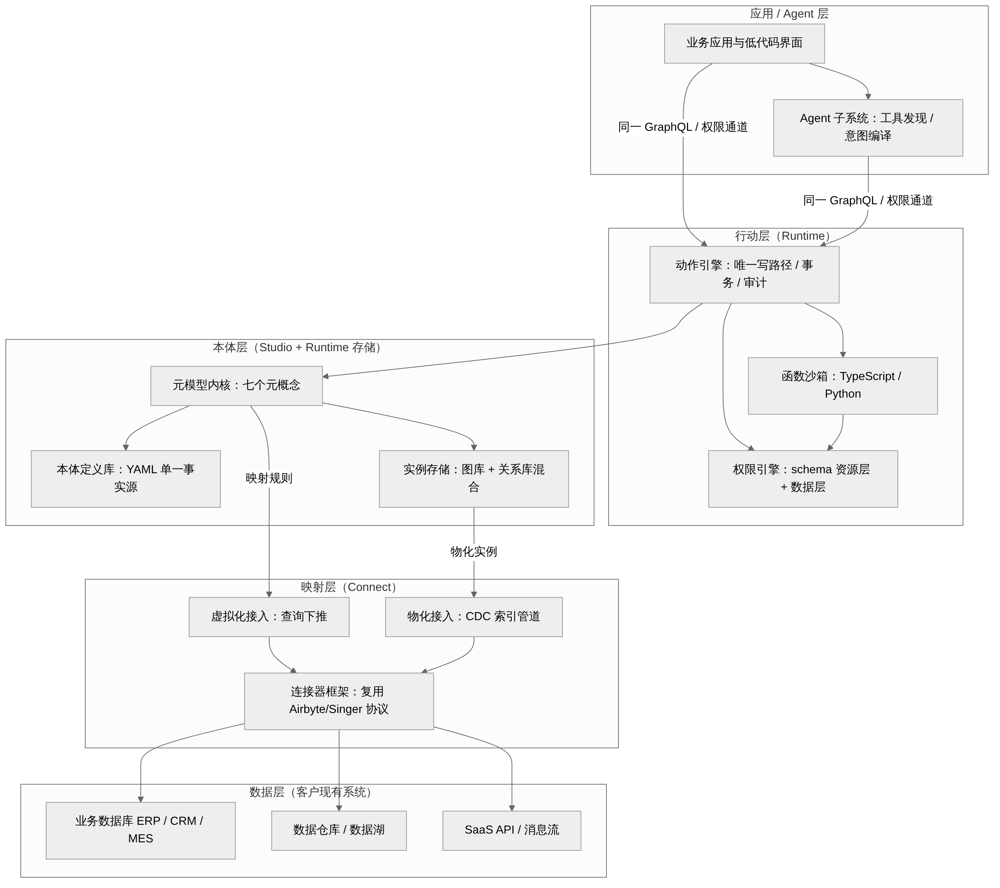 应用 / Agent 层
业务应用与低代码界面
Agent 子系统：工具发现 /
意图编译
同一 GraphQL / 权限通道
同一 GraphQL / 权限通道
行动层（Runtime）
动作引擎：唯一写路径 / 事
务 / 审计
函数沙箱：TypeScript /
Python
权限引擎：schema 资源层
+ 数据层
本体层（Studio + Runtime 存储）
元模型内核：七个元概念
本体定义库：YAML 单一事
实源
映射规则
实例存储：图库 + 关系库混
合
物化实例
映射层（Connect）
虚拟化接入：查询下推
物化接入：CDC 索引管道
连接器框架：复用
Airbyte/Singer 协议
数据层（客户现有系统）
业务数据库 ERP / CRM /
MES
数据仓库 / 数据湖
SaaS API / 消息流